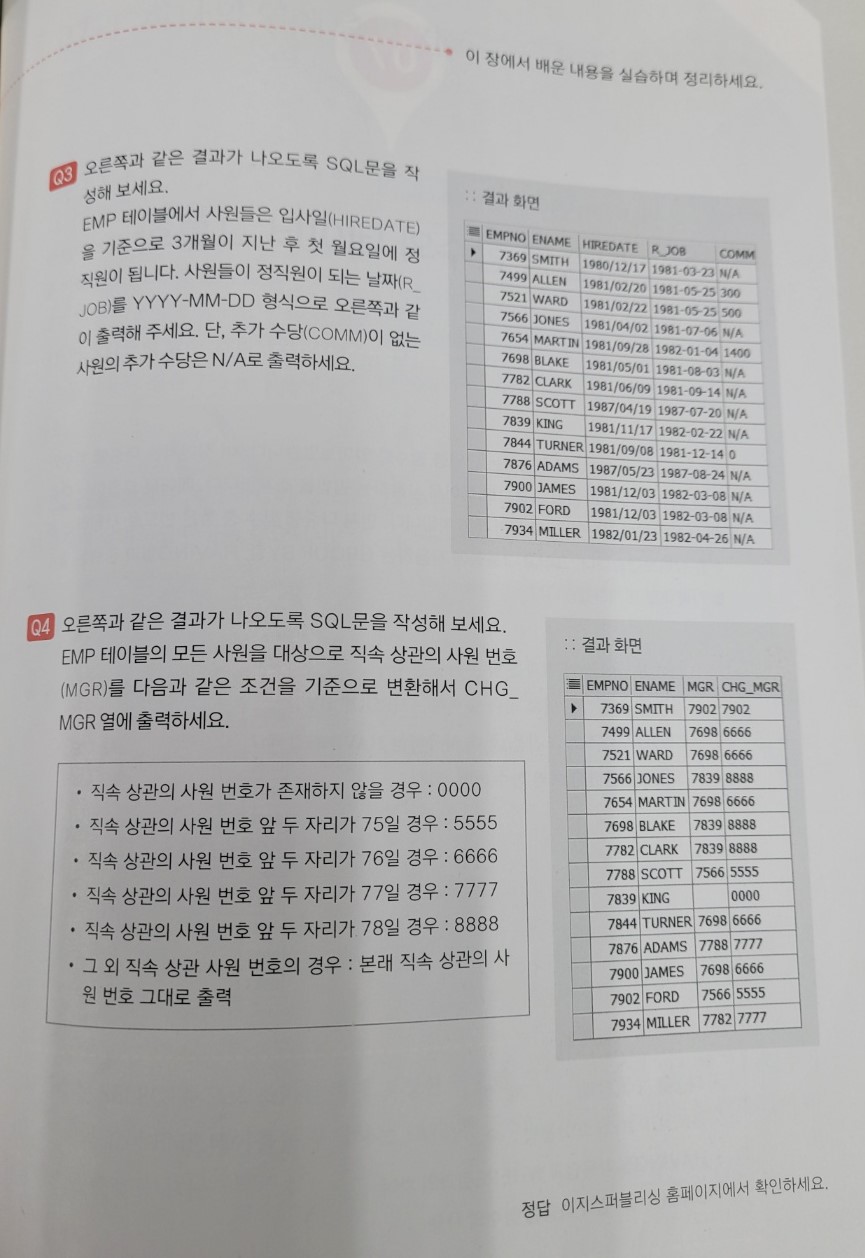 이 장에서 배운 내용을 실습하며 정리하세요.
Q3 오른쪽과 같은 결과가 나오도록 SQL문을 작
성해 보세요.
EMP 테이블에서 사원들은 입사일(HIREDATE)
을 기준으로 3개월이 지난 후 첫 월요일에 정
직원이 됩니다. 사원들이 정직원이 되는 날짜(R_
JOB)를 YYYY-MM-DD 형식으로 오른쪽과 같
이 출력해 주세요. 단, 추가 수당(COMM)이 없는
사원의 추가 수당은 N/A로 출력하세요.
:: 결과 화면
EMPNO ENAME HIREDATE R_JOB COMM
7369 SMITH 1980/12/17 1981-03-23 N/A
7499 ALLEN 1981/02/20 1981-05-25 300
7521 WARD 1981/02/22 1981-05-25 500
7566 JONES 1981/04/02 1981-07-06 N/A
7654 MARTIN 1981/09/28 1982-01-04 1400
7698 BLAKE 1981/05/01 1981-08-03 N/A
7782 CLARK 1981/06/09 1981-09-14 N/A
7788 SCOTT 1987/04/19 1987-07-20 N/A
7839 KING 1981/11/17 1982-02-22 N/A
7844 TURNER 1981/09/08 1981-12-14 0
7876 ADAMS 1987/05/23 1987-08-24 N/A
7900 JAMES 1981/12/03 1982-03-08 N/A
7902 FORD 1981/12/03 1982-03-08 N/A
7934 MILLER 1982/01/23 1982-04-26 N/A
Q4 오른쪽과 같은 결과가 나오도록 SQL문을 작성해 보세요.
EMP 테이블의 모든 사원을 대상으로 직속 상관의 사원 번호
(MGR)를 다음과 같은 조건을 기준으로 변환해서 CHG_
MGR 열에 출력하세요.
• 직속 상관의 사원 번호가 존재하지 않을 경우 : 0000
• 직속 상관의 사원 번호 앞 두 자리가 75일 경우 : 5555
• 직속 상관의 사원 번호 앞 두 자리가 76일 경우 : 6666
• 직속 상관의 사원 번호 앞 두 자리가 77일 경우 : 7777
• 직속 상관의 사원 번호 앞 두 자리가 78일 경우 : 8888
• 그 외 직속 상관 사원 번호의 경우 : 본래 직속 상관의 사
원 번호 그대로 출력
:: 결과 화면
EMPNO ENAME MGR CHG_MGR
7369 SMITH 7902 7902
7499 ALLEN 7698 6666
7521 WARD 7698 6666
7566 JONES 7839 8888
7654 MARTIN 7698 6666
7698 BLAKE 7839 8888
7782 CLARK 7839 8888
7788 SCOTT 7566 5555
7839 KING 0000
7844 TURNER 7698 6666
7876 ADAMS 7788 7777
7900 JAMES 7698 6666
7902 FORD 7566 5555
7934 MILLER 7782 7777
정답 이지스퍼블리싱 홈페이지에서 확인하세요.